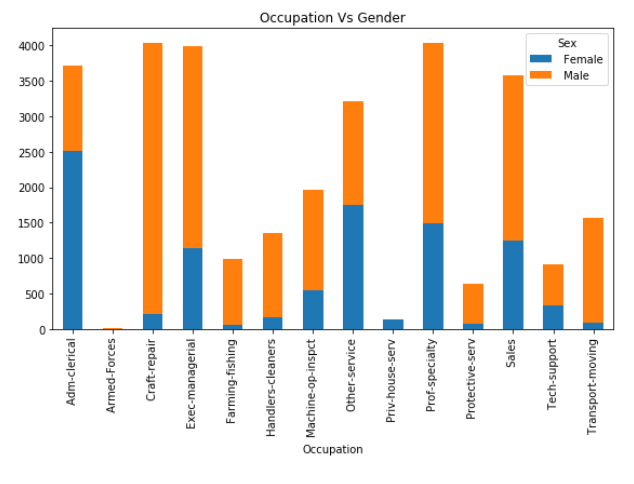 Occupation Vs Gender
Sex
Female
Male
4000
3500
3000
2500
2000
1500
1000
500
0
Adm-clerical
Armed-Forces
Craft-repair
Exec-managerial
Farming-fishing
Handlers-cleaners
Machine-op-inspct
Other-service
Priv-house-serv
Prof-specialty
Protective-serv
Sales
Tech-support
Transport-moving
Occupation